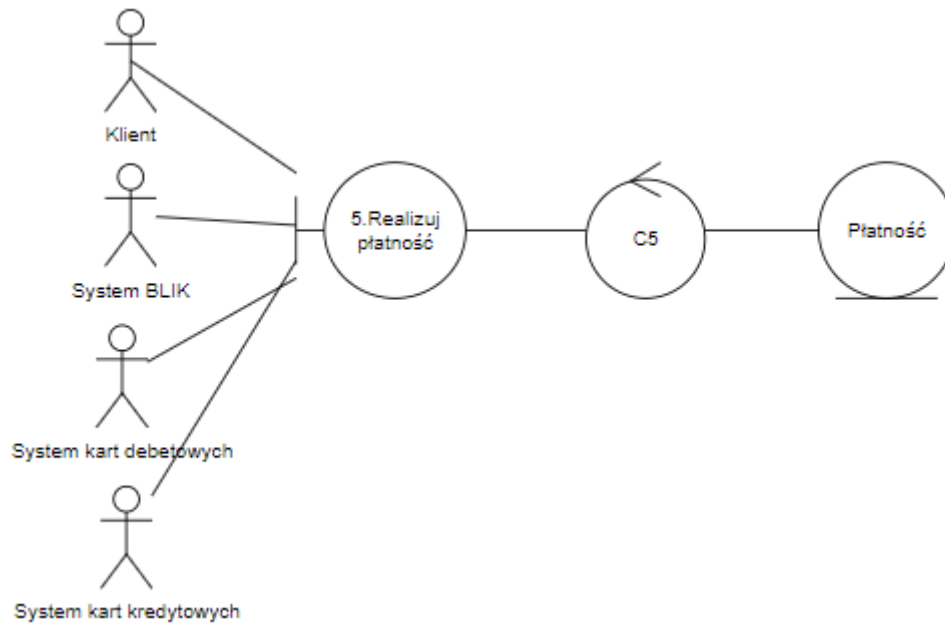 Klient
System BLIK
System kart debetowych
System kart kredytowych
5.Realizuj
płatność
C5
Płatność